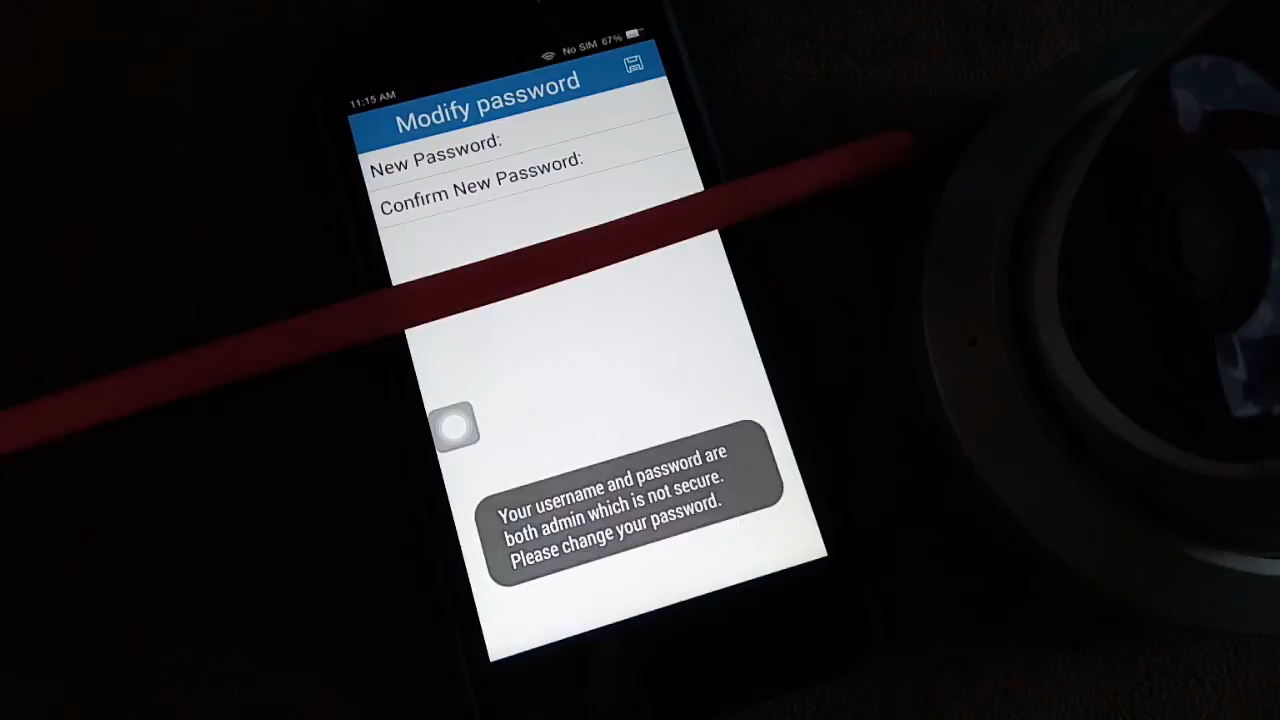 11:15 AM No SIM 67%
Modify password
New Password:
Confirm New Password:
Your username and password are
both admin which is not secure.
Please change your password.